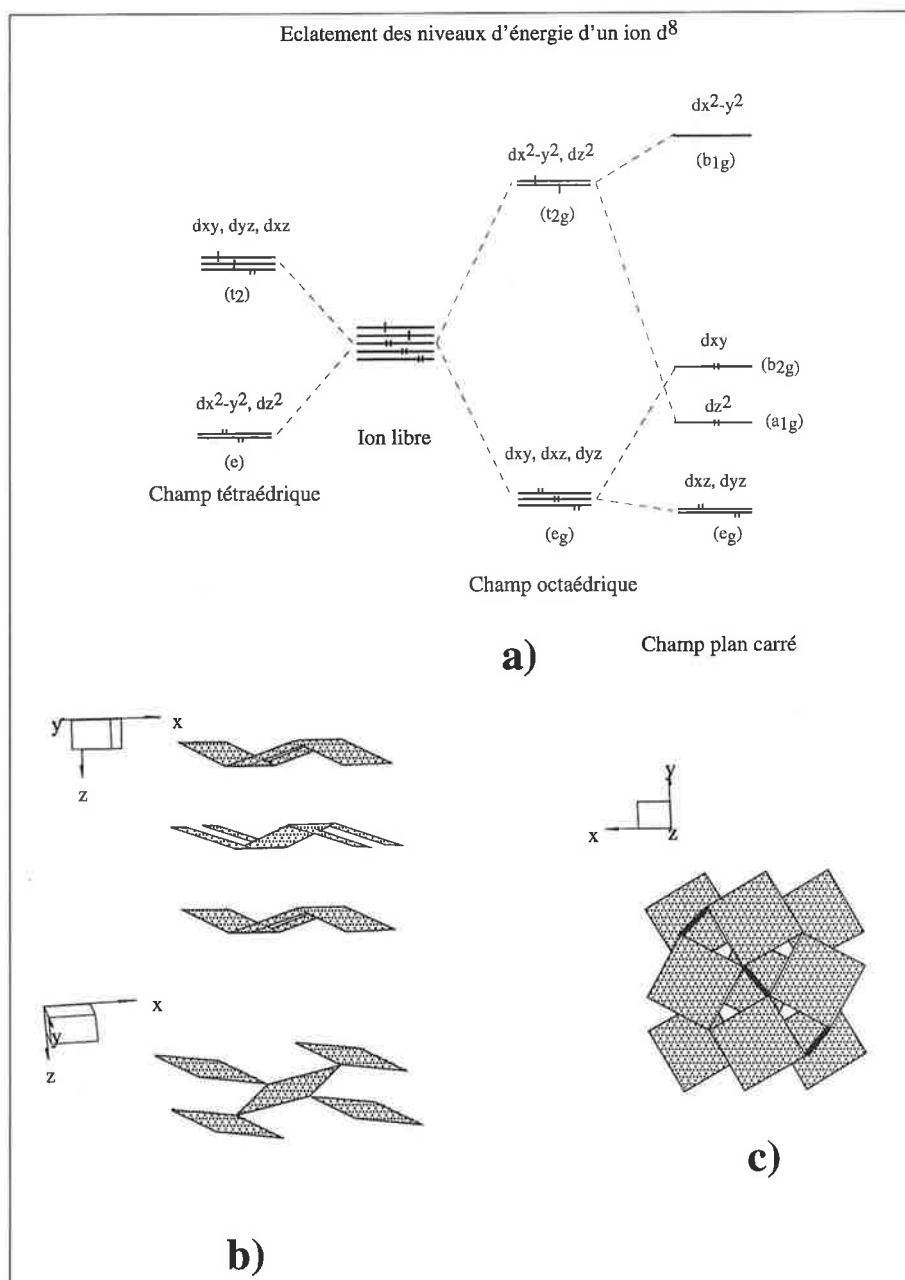 Eclatement des niveaux d'énergie d'un ion d8
dx2-y2
(b1g)
dx2-y2, dz2
(t2g)
dxy, dyz, dxz
(t2)
dxy
(b2g)
dz2
(a1g)
dx2-y2, dz2
(e)
Ion libre
dxy, dxz, dyz
(eg)
dxz, dyz
(eg)
Champ tétraédrique
Champ octaédrique
Champ plan carré
a)
y
x
z
y
x
z
x
y
z
c)
b)